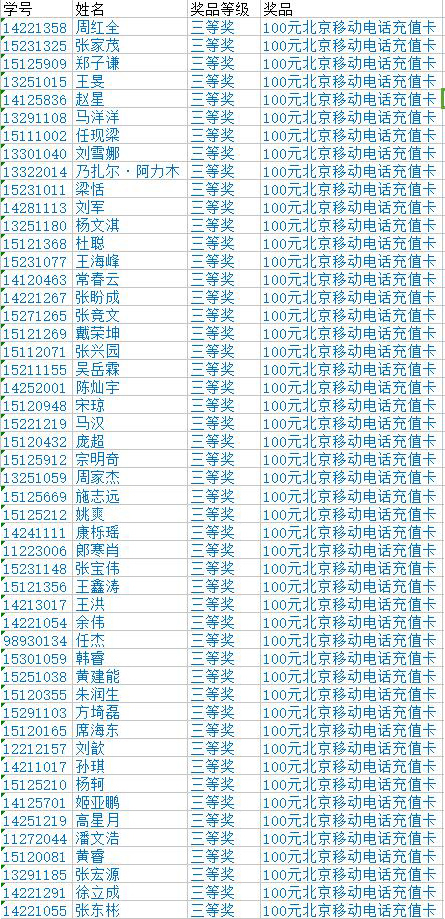 学号 姓名 奖品等级 奖品
14221358 周红全 三等奖 100元北京移动电话充值卡
15231325 张家茂 三等奖 100元北京移动电话充值卡
15125909 郑子谦 三等奖 100元北京移动电话充值卡
13251015 王旻 三等奖 100元北京移动电话充值卡
14125836 赵星 三等奖 100元北京移动电话充值卡
13291108 马洋洋 三等奖 100元北京移动电话充值卡
15111002 任现梁 三等奖 100元北京移动电话充值卡
13301040 刘雪娜 三等奖 100元北京移动电话充值卡
13322014 乃扎尔·阿力木 三等奖 100元北京移动电话充值卡
15231011 梁恬 三等奖 100元北京移动电话充值卡
14281113 刘军 三等奖 100元北京移动电话充值卡
13251180 杨文淇 三等奖 100元北京移动电话充值卡
15121368 杜聪 三等奖 100元北京移动电话充值卡
15231077 王海峰 三等奖 100元北京移动电话充值卡
14120463 常春云 三等奖 100元北京移动电话充值卡
14221267 张盼成 三等奖 100元北京移动电话充值卡
15271265 张竞文 三等奖 100元北京移动电话充值卡
15121269 戴荣坤 三等奖 100元北京移动电话充值卡
15112071 张兴园 三等奖 100元北京移动电话充值卡
15211155 吴岳霖 三等奖 100元北京移动电话充值卡
14252001 陈灿宇 三等奖 100元北京移动电话充值卡
15120948 宋琼 三等奖 100元北京移动电话充值卡
15221219 马汉 三等奖 100元北京移动电话充值卡
15120432 庞超 三等奖 100元北京移动电话充值卡
15125912 宗明奇 三等奖 100元北京移动电话充值卡
13251059 周家杰 三等奖 100元北京移动电话充值卡
15125669 施志远 三等奖 100元北京移动电话充值卡
15125212 姚爽 三等奖 100元北京移动电话充值卡
14241111 康栎瑶 三等奖 100元北京移动电话充值卡
11223006 郎寒肖 三等奖 100元北京移动电话充值卡
15231148 张宝伟 三等奖 100元北京移动电话充值卡
15121356 王鑫涛 三等奖 100元北京移动电话充值卡
14213017 王洪 三等奖 100元北京移动电话充值卡
14221054 余伟 三等奖 100元北京移动电话充值卡
98930134 任杰 三等奖 100元北京移动电话充值卡
15301059 韩睿 三等奖 100元北京移动电话充值卡
15251038 黄建能 三等奖 100元北京移动电话充值卡
15120355 朱润生 三等奖 100元北京移动电话充值卡
15291103 方埼磊 三等奖 100元北京移动电话充值卡
15120165 席海东 三等奖 100元北京移动电话充值卡
12212157 刘歆 三等奖 100元北京移动电话充值卡
14211017 孙琪 三等奖 100元北京移动电话充值卡
15125210 杨轲 三等奖 100元北京移动电话充值卡
14125701 姬亚鹏 三等奖 100元北京移动电话充值卡
14251219 高星月 三等奖 100元北京移动电话充值卡
11272044 潘文浩 三等奖 100元北京移动电话充值卡
15120081 黄睿 三等奖 100元北京移动电话充值卡
13291185 张宏源 三等奖 100元北京移动电话充值卡
14221291 徐立成 三等奖 100元北京移动电话充值卡
14221055 张东彬 三等奖 100元北京移动电话充值卡